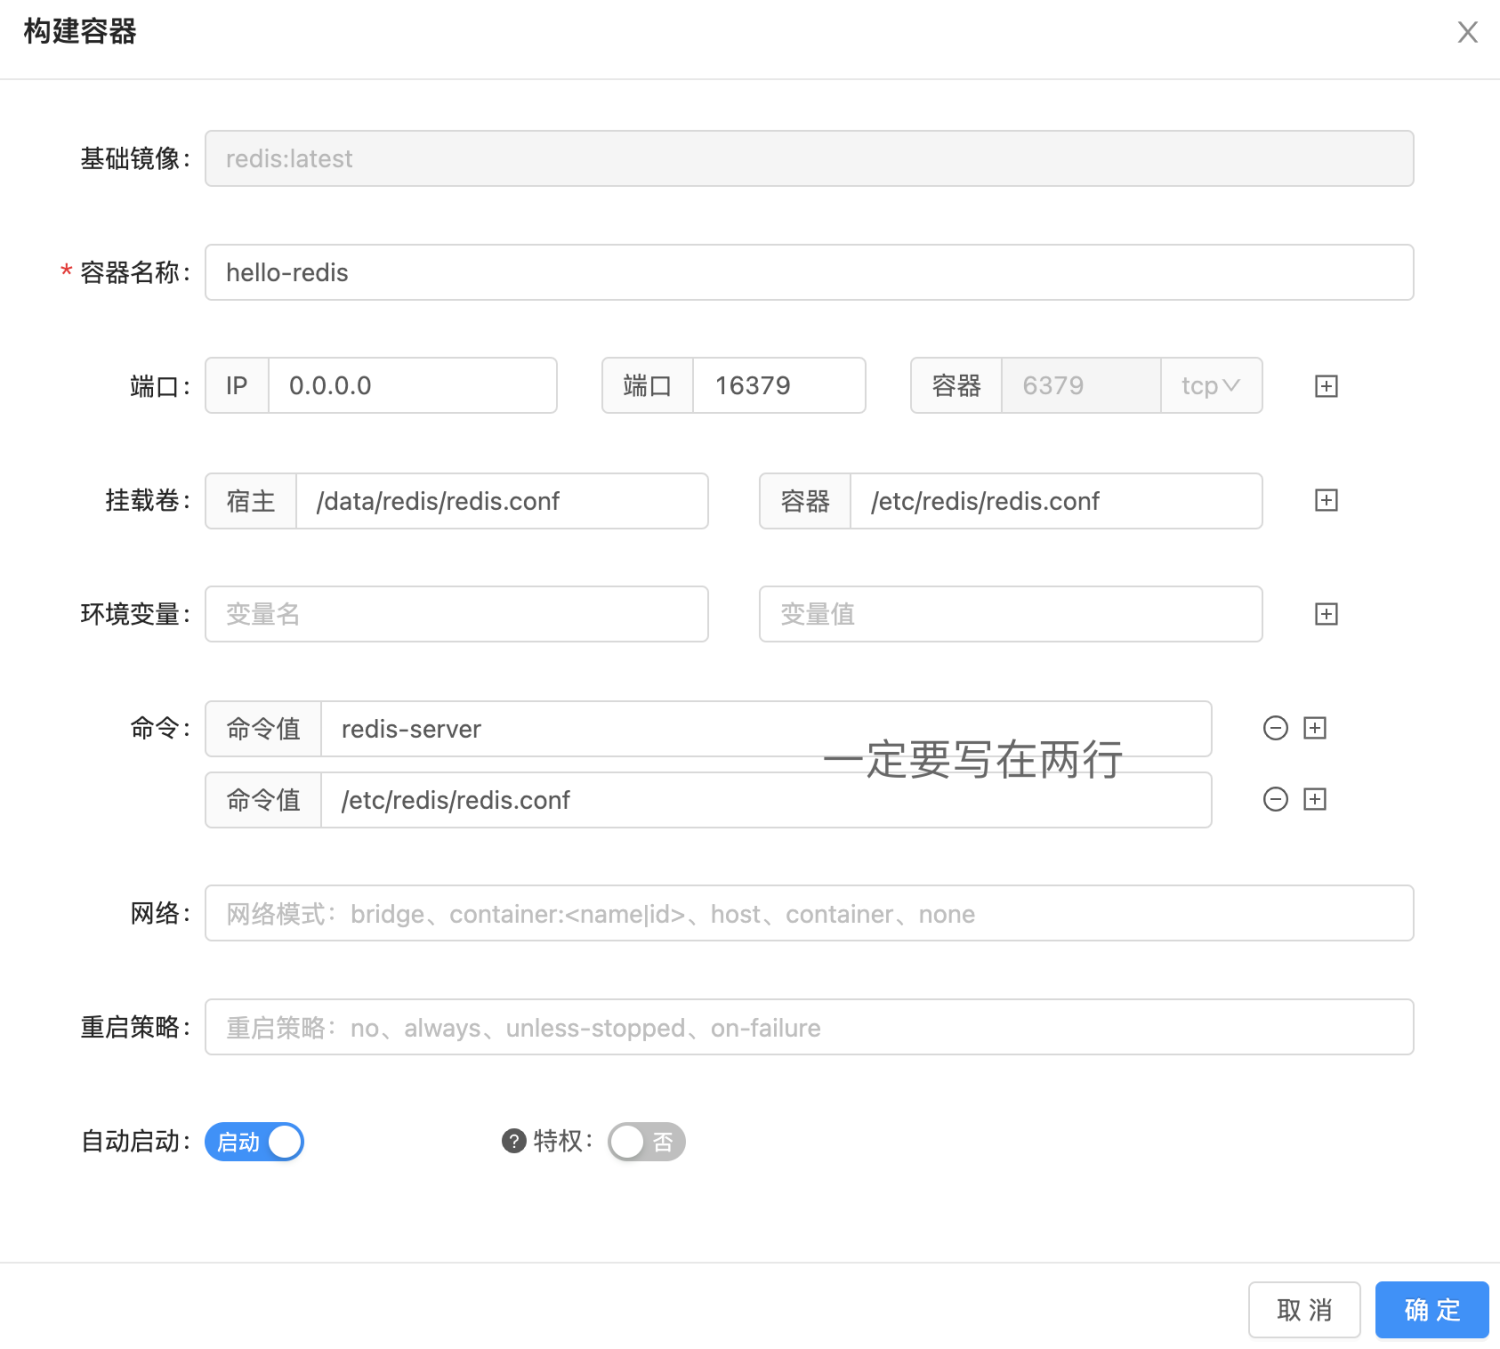 构建容器
基础镜像: redis:latest
* 容器名称: hello-redis
端口: IP 0.0.0.0 端口 16379 容器 6379 tcp
挂载卷: 宿主 /data/redis/redis.conf 容器 /etc/redis/redis.conf
环境变量: 变量名 变量值
命令: 命令值 redis-server
一定要写在两行
命令值 /etc/redis/redis.conf
网络: 网络模式：bridge、container:<name|id>、host、container、none
重启策略: 重启策略：no、always、unless-stopped、on-failure
自动启动: 启动 ? 特权: 否
取 消 确 定